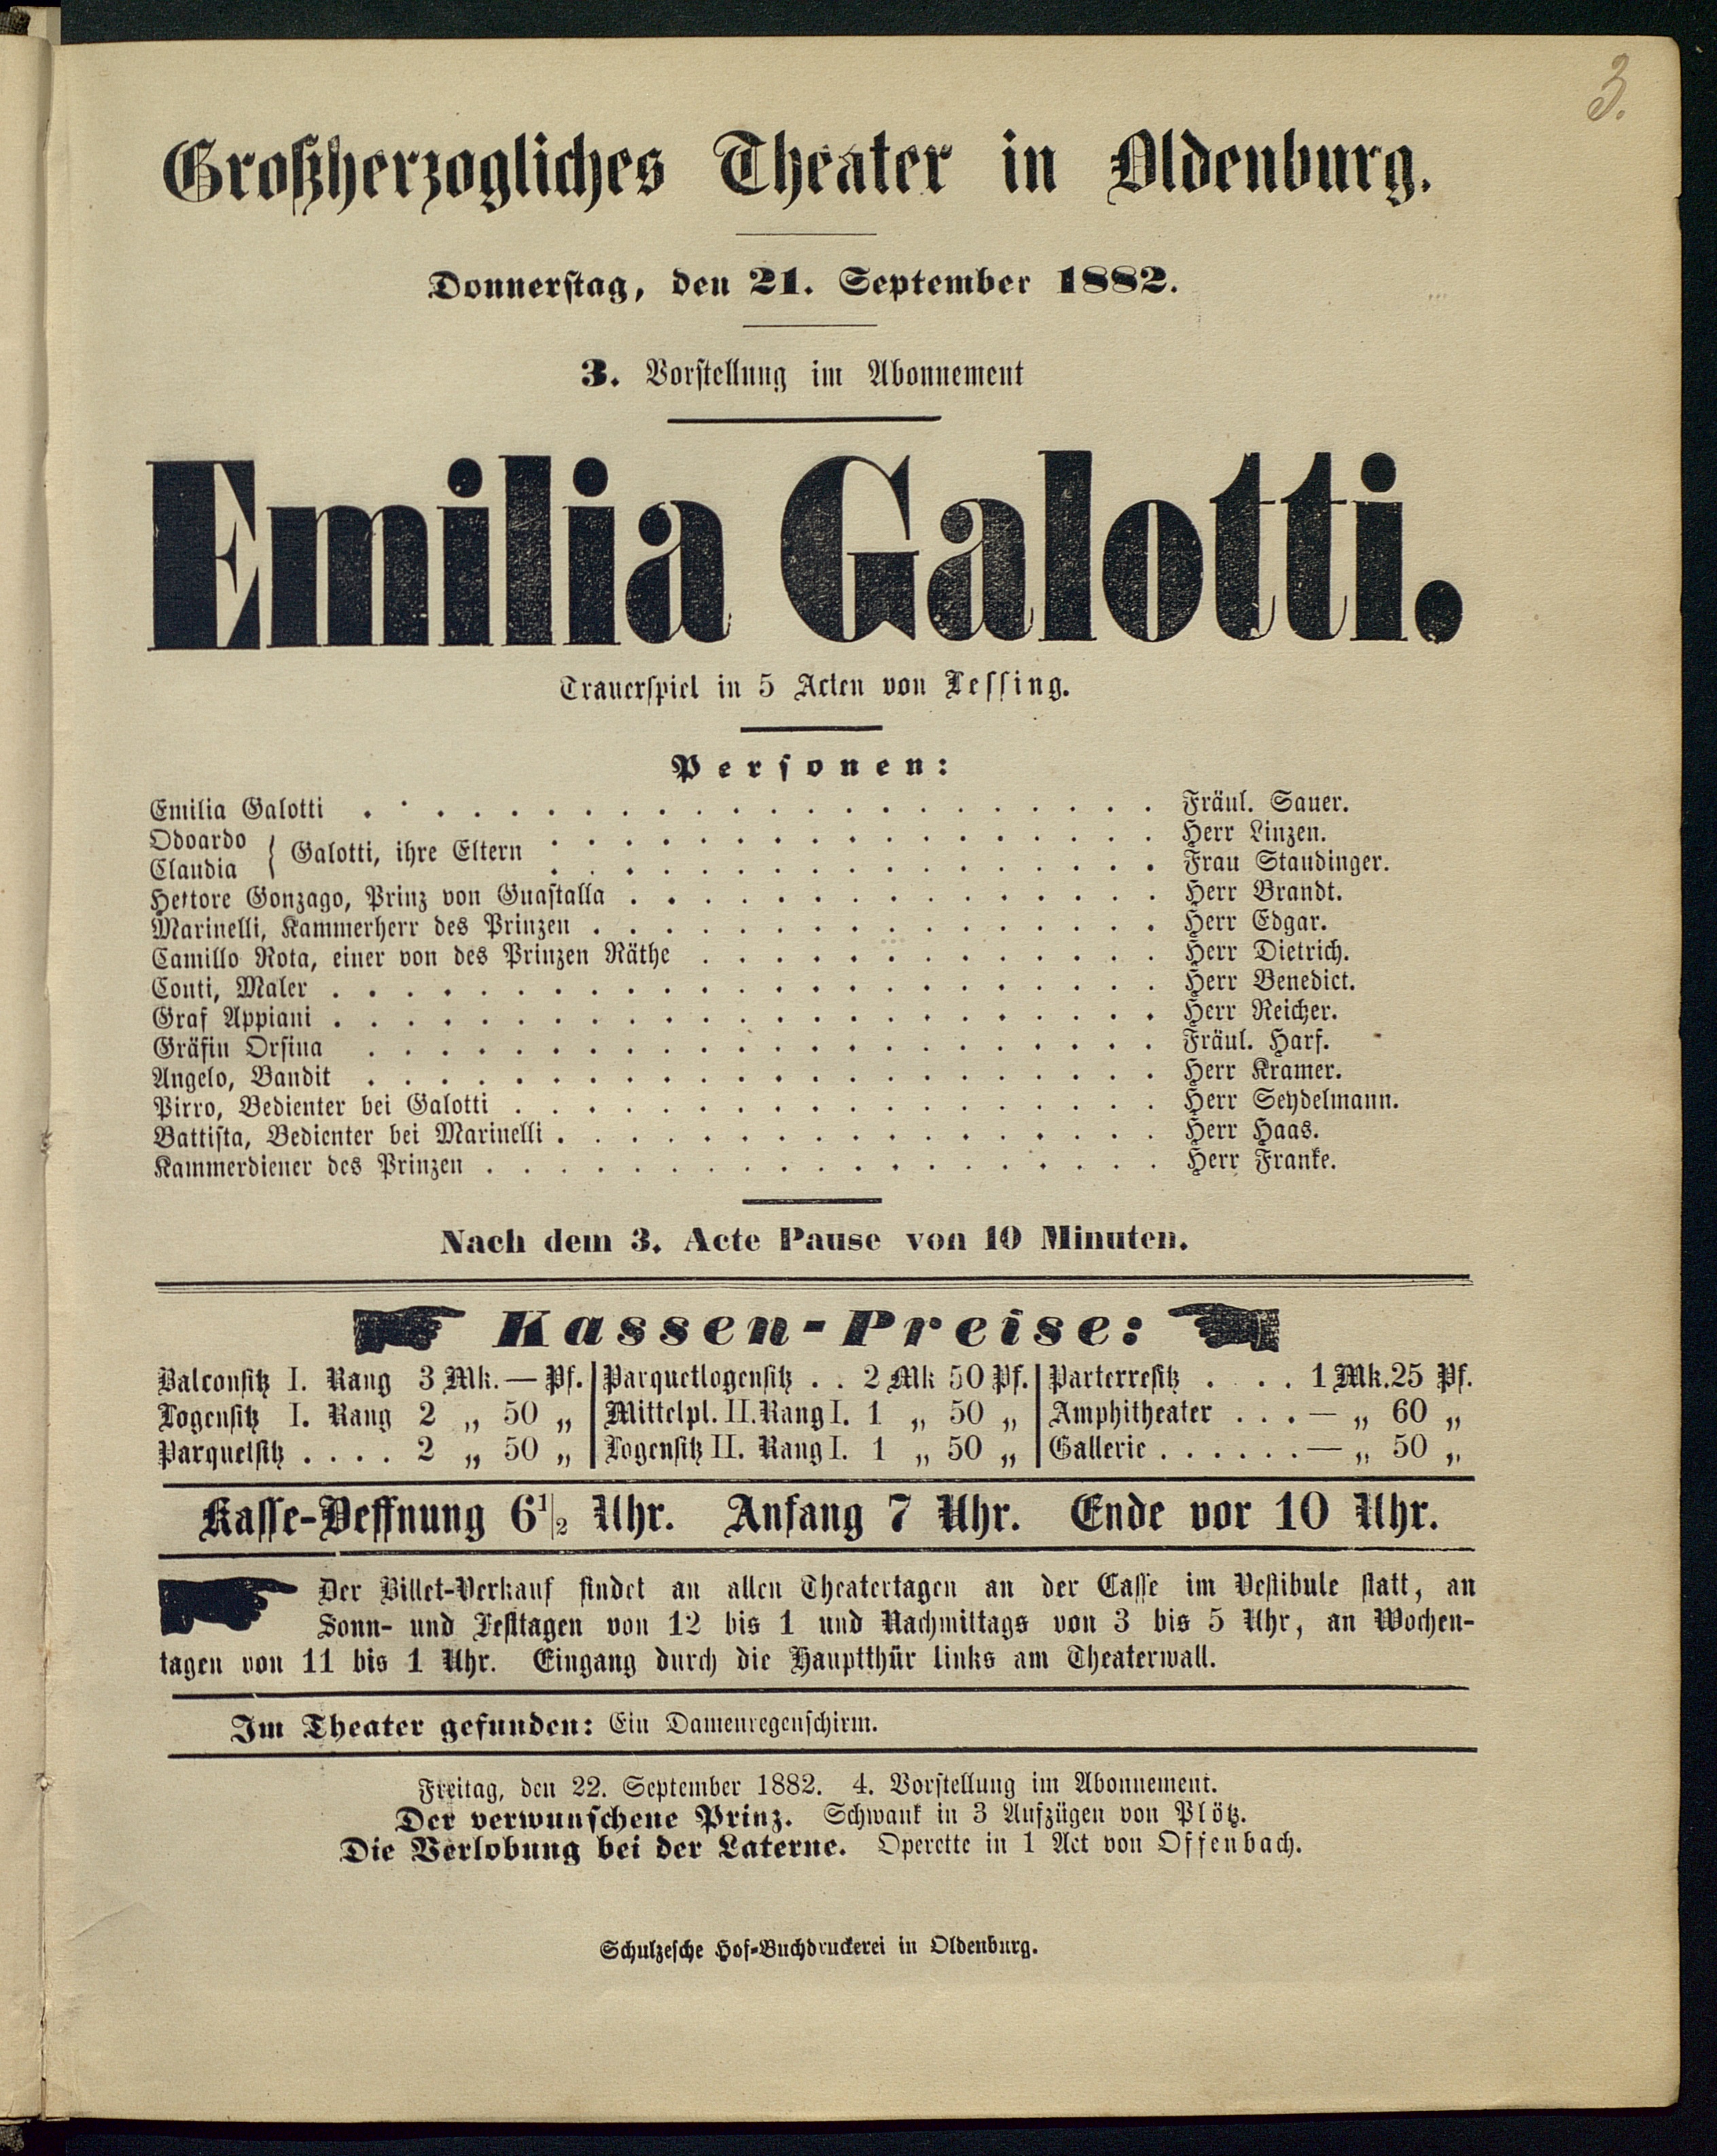 3.
Großherzogliches Theater in Oldenburg.
Donnerstag, den 21. September 1882.
3. Vorstellung im Abonnement
Emilia Galotti.
Trauerspiel in 5 Acten von Lessing.
Personen:
Emilia Galotti . . . . . . . . . . Fräul. Sauer.
Odoardo } Galotti, ihre Eltern . . . . . . . . . . Herr Linzen.
Claudia } . . . . . . . . . . Frau Staudinger.
Hettore Gonzago, Prinz von Guastalla . . . . . . . . . . Herr Brandt.
Marinelli, Kammerherr des Prinzen . . . . . . . . . . Herr Edgar.
Camillo Rota, einer von des Prinzen Räthe . . . . . . . . . . Herr Dietrich.
Conti, Maler . . . . . . . . . . Herr Benedict.
Graf Appiani . . . . . . . . . . Herr Reicher.
Gräfin Orsina . . . . . . . . . . Fräul. Harf.
Angelo, Bandit . . . . . . . . . . Herr Kramer.
Pirro, Bedienter bei Galotti . . . . . . . . . . Herr Seydelmann.
Battista, Bedienter bei Marinelli . . . . . . . . . . Herr Haas.
Kammerdiener des Prinzen . . . . . . . . . . Herr Franke.
Nach dem 3. Acte Pause von 10 Minuten.
Kassen-Preise:
Balconsitz I. Rang 3 Mk. — Pf. | Parquetlogensitz . . 2 Mk 50 Pf. | Parterresitz . . . . 1 Mk. 25 Pf.
Logensitz I. Rang 2 „ 50 „ | Mittelpl. II. Rang I. 1 „ 50 „ | Amphitheater . . . — „ 60 „
Parquetsitz . . . . 2 „ 50 „ | Logensitz II. Rang I. 1 „ 50 „ | Gallerie . . . . . . — „ 50 „
Kasse-Oeffnung 6½ Uhr. Anfang 7 Uhr. Ende vor 10 Uhr.
Der Billet-Verkauf findet an allen Theatertagen an der Casse im Vestibule statt, an
Sonn- und Festtagen von 12 bis 1 und Nachmittags von 3 bis 5 Uhr, an Wochen-
tagen von 11 bis 1 Uhr. Eingang durch die Hauptthür links am Theaterwall.
Im Theater gefunden: Ein Damenregenschirm.
Freitag, den 22. September 1882. 4. Vorstellung im Abonnement.
Der verwunschene Prinz. Schwank in 3 Aufzügen von Plötz.
Die Verlobung bei der Laterne. Operette in 1 Act von Offenbach.
Schulzesche Hof-Buchdruckerei in Oldenburg.